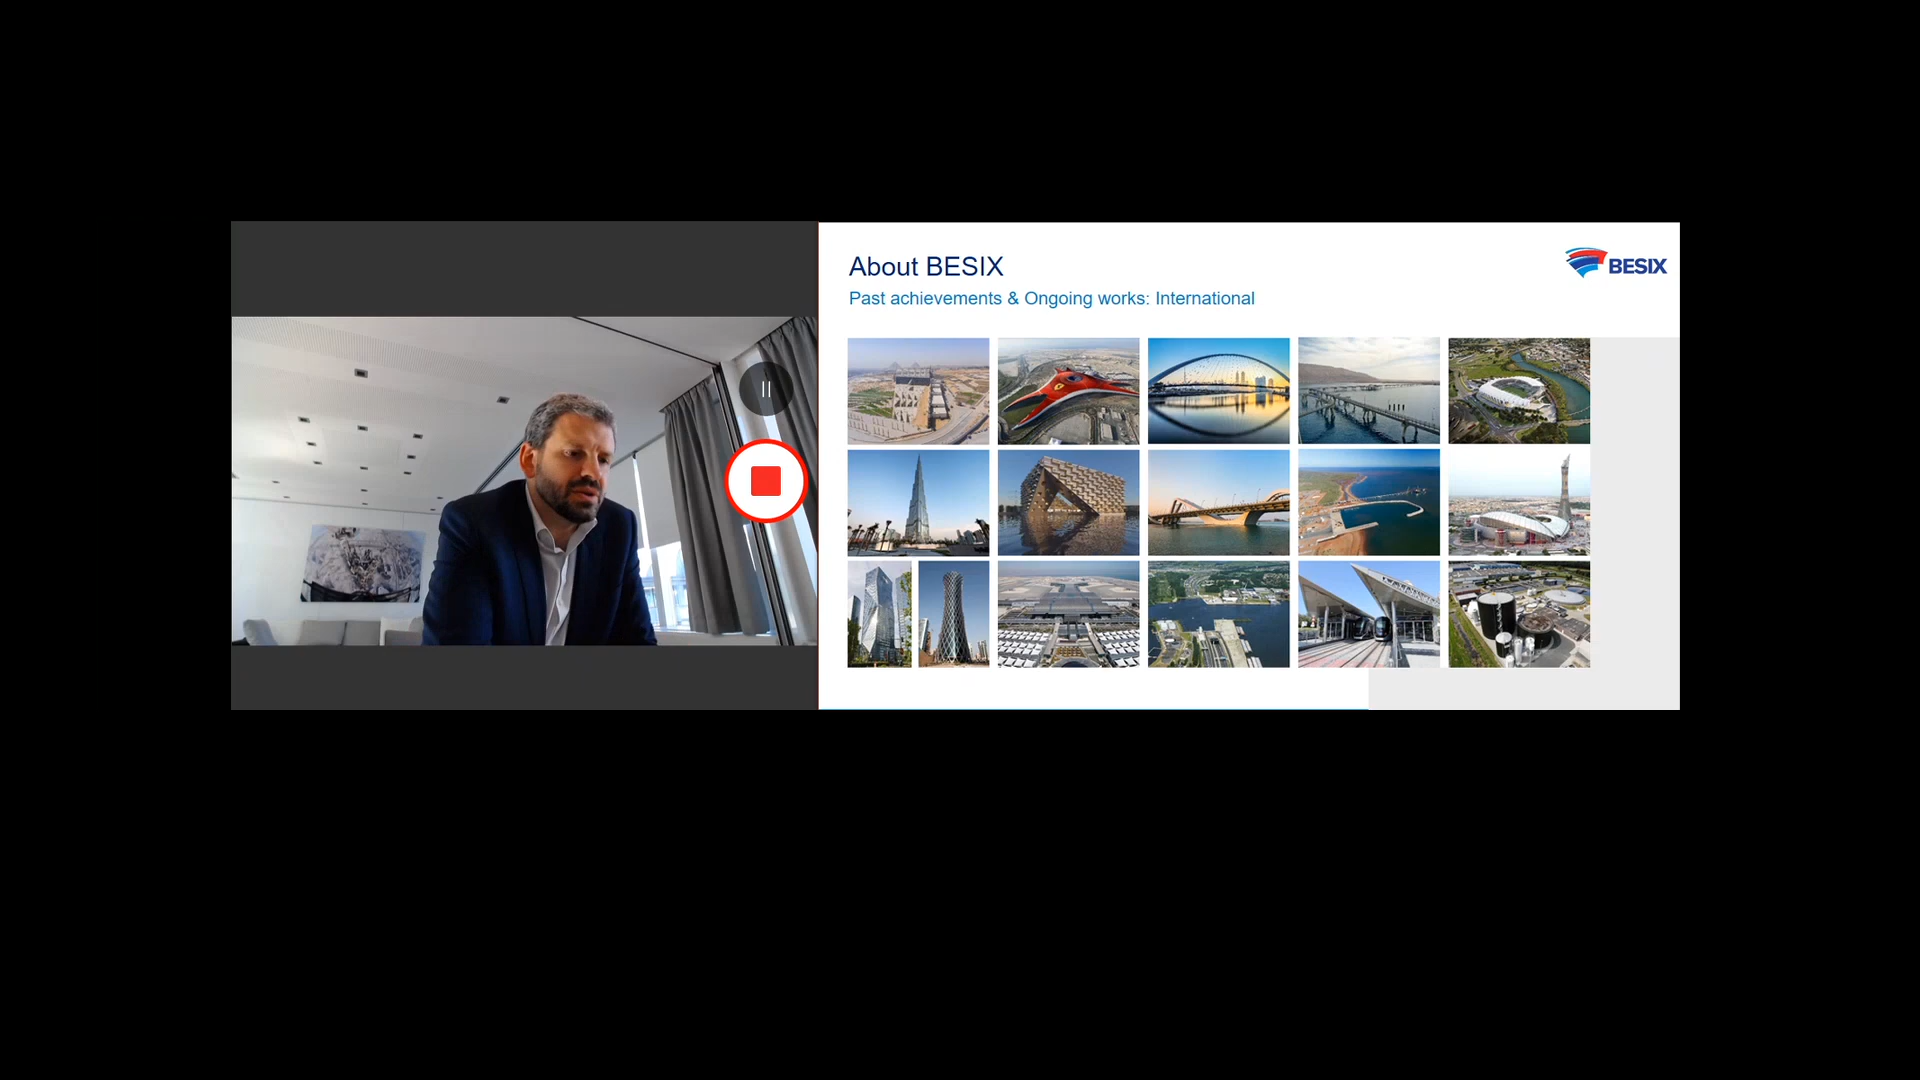 About BESIX
BESIX
Past achievements & Ongoing works: International